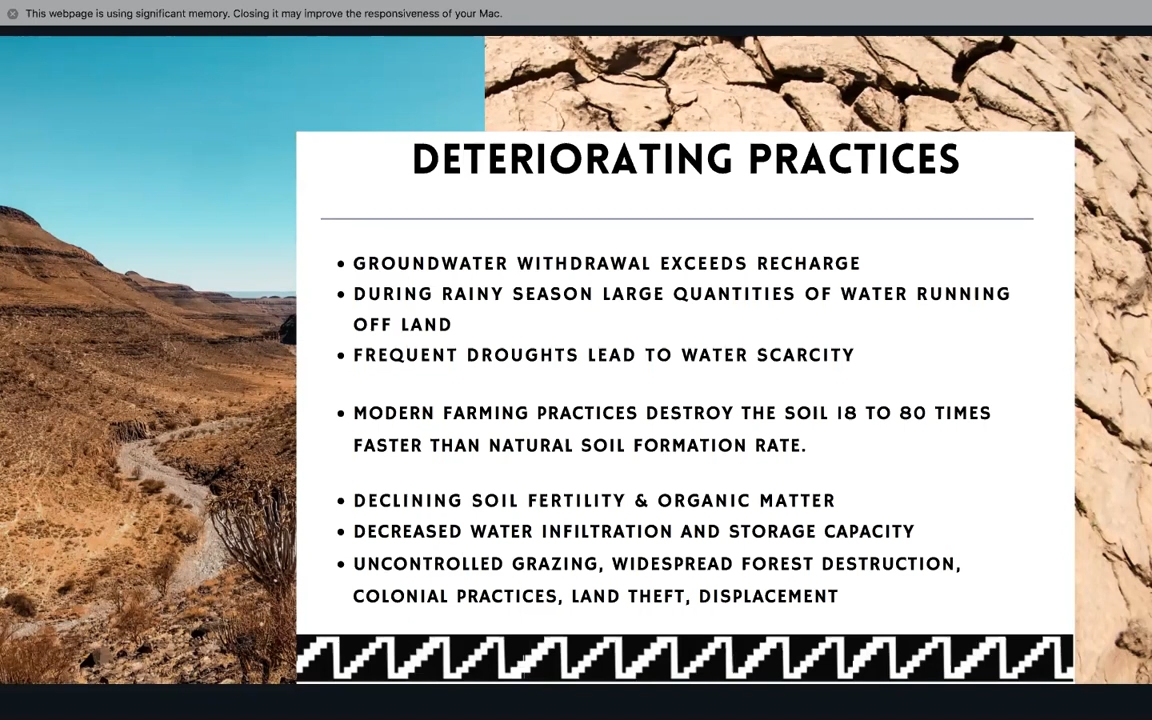 This webpage is using significant memory. Closing it may improve the responsiveness of your Mac.
DETERIORATING PRACTICES
• GROUNDWATER WITHDRAWAL EXCEEDS RECHARGE
• DURING RAINY SEASON LARGE QUANTITIES OF WATER RUNNING
OFF LAND
• FREQUENT DROUGHTS LEAD TO WATER SCARCITY
• MODERN FARMING PRACTICES DESTROY THE SOIL 18 TO 80 TIMES
FASTER THAN NATURAL SOIL FORMATION RATE.
• DECLINING SOIL FERTILITY & ORGANIC MATTER
• DECREASED WATER INFILTRATION AND STORAGE CAPACITY
• UNCONTROLLED GRAZING, WIDESPREAD FOREST DESTRUCTION,
COLONIAL PRACTICES, LAND THEFT, DISPLACEMENT